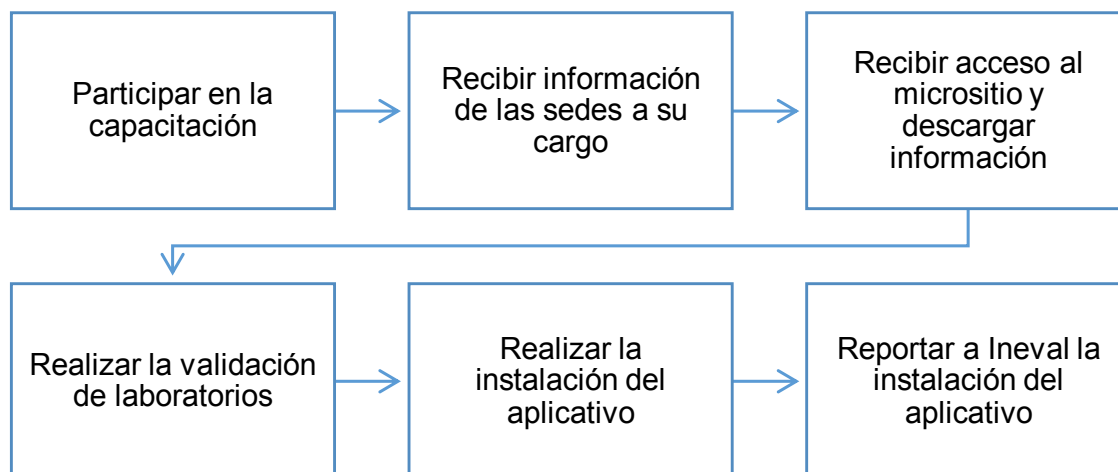 Participar en la
capacitación
Recibir información
de las sedes a su
cargo
Recibir acceso al
micrositio y
descargar
información
Realizar la validación
de laboratorios
Realizar la
instalación del
aplicativo
Reportar a Ineval la
instalación del
aplicativo